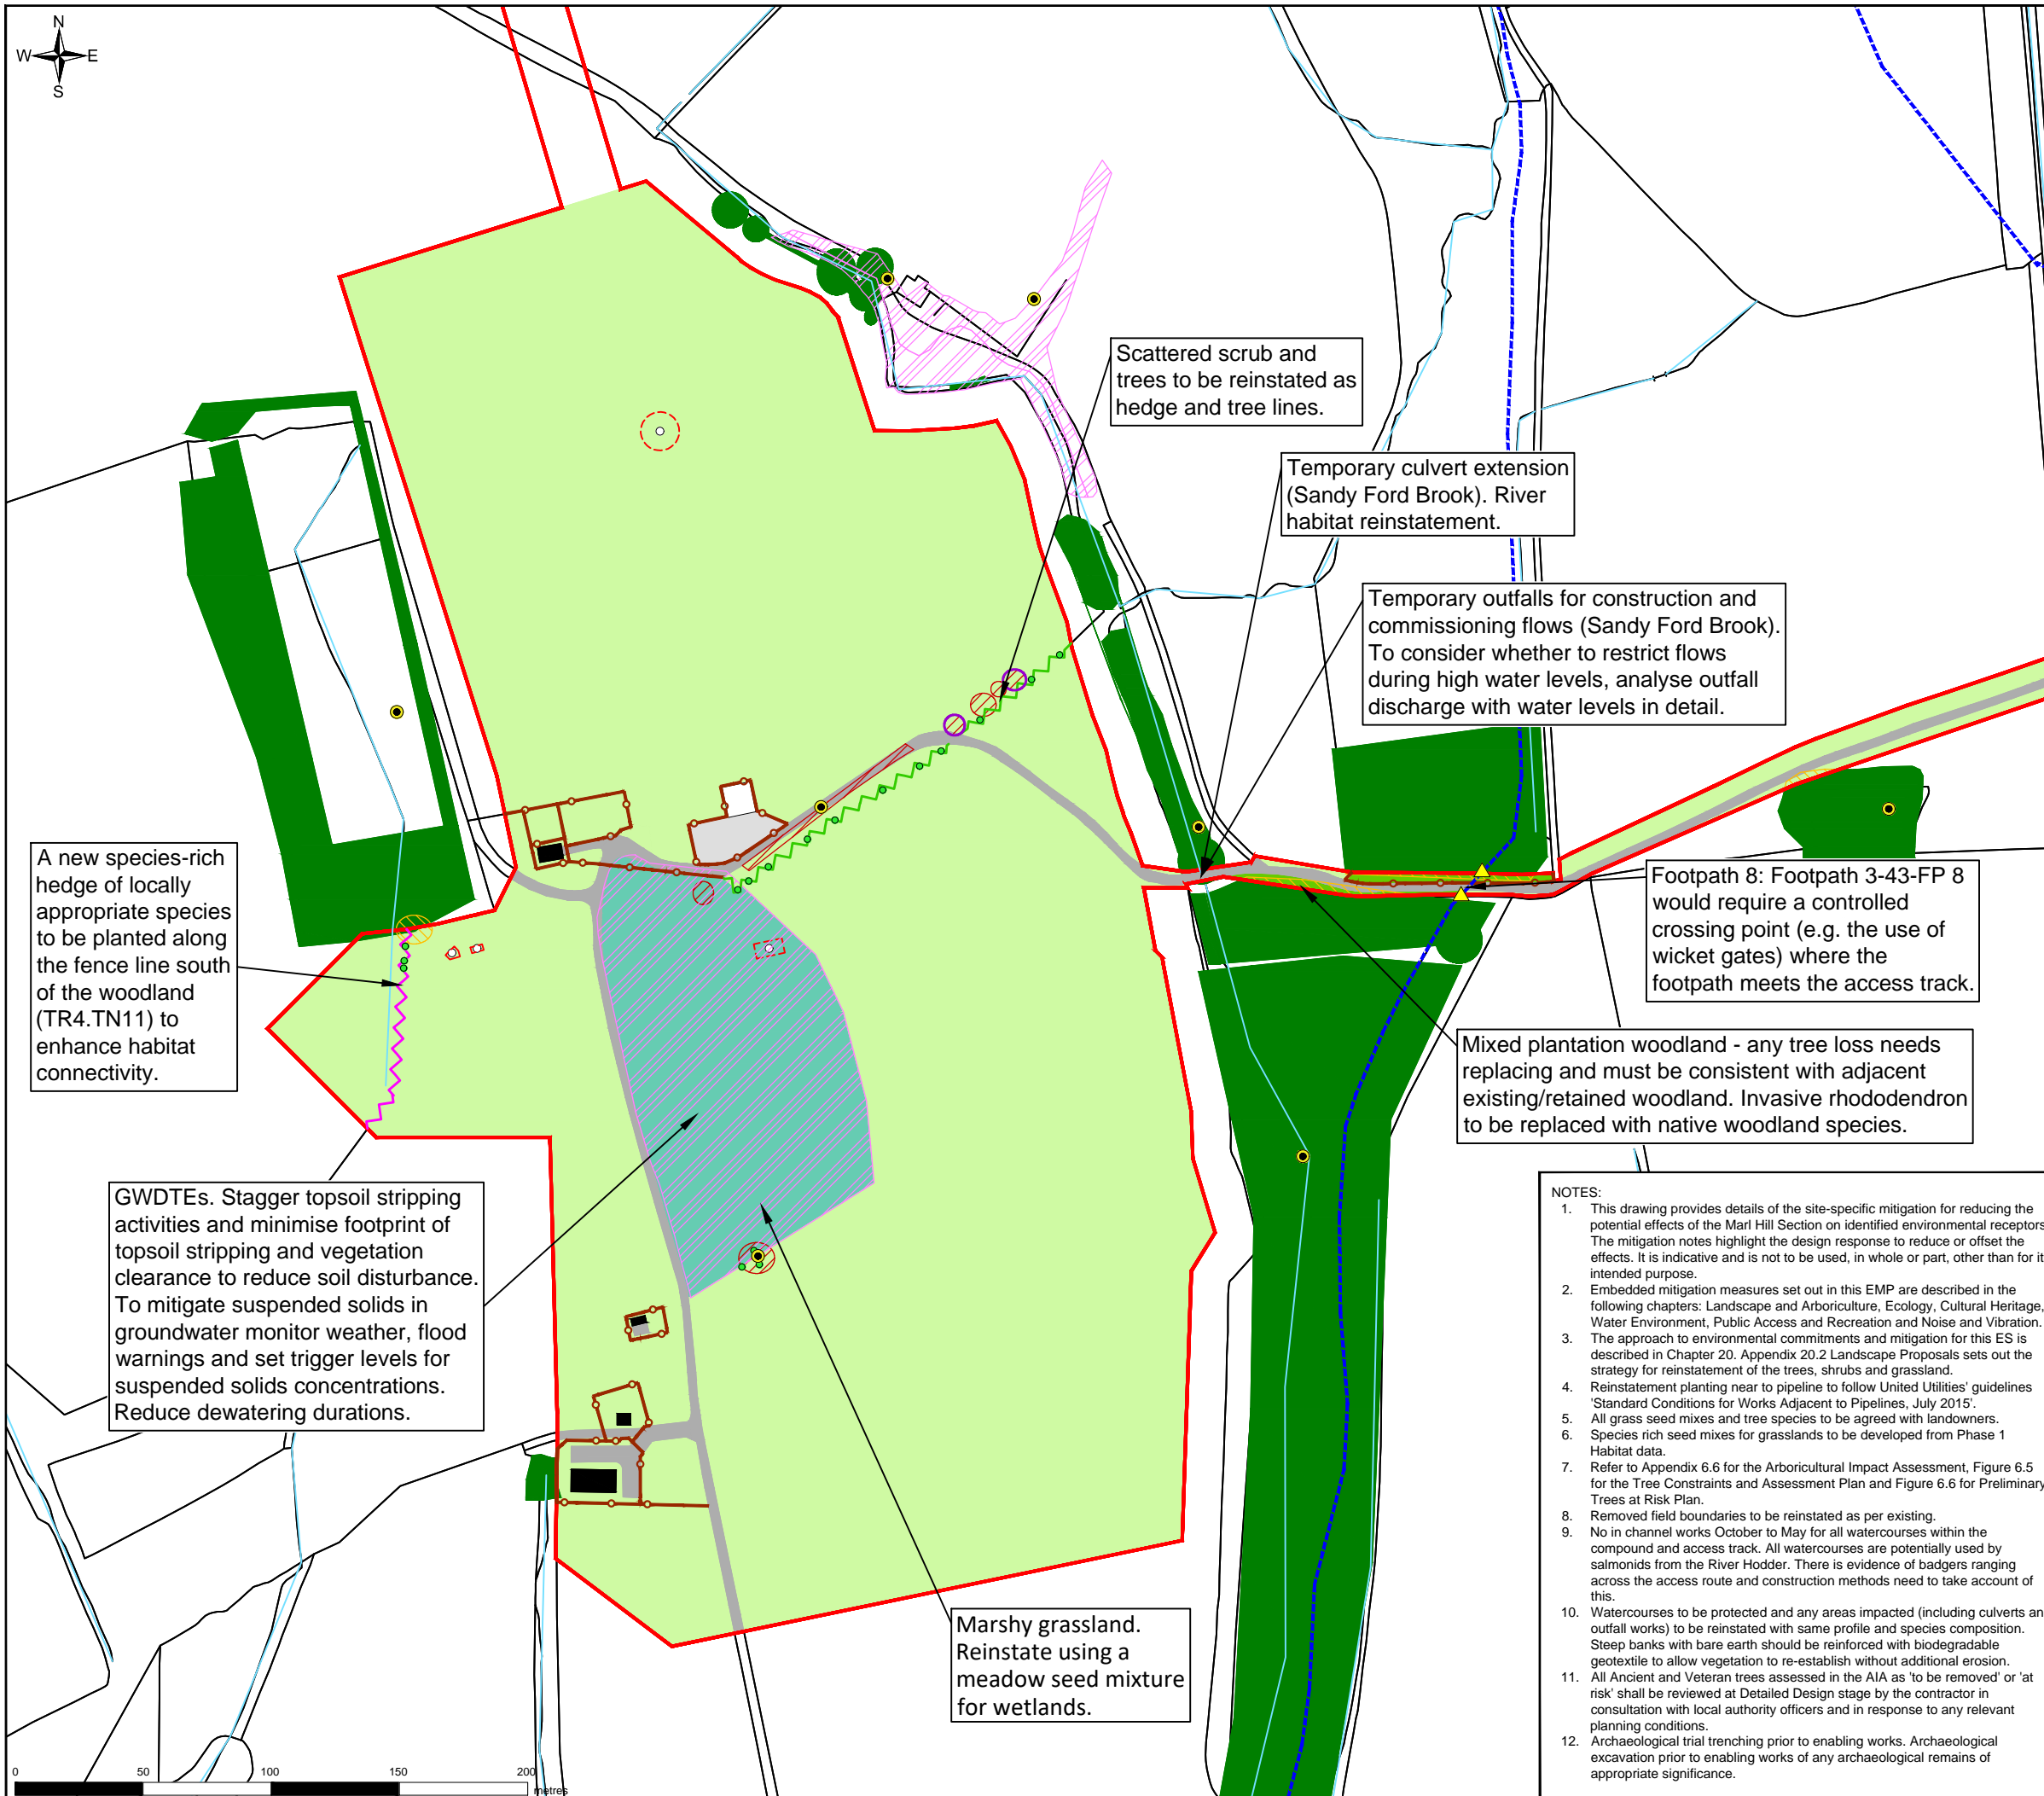 N
W E
S
Scattered scrub and
trees to be reinstated as
hedge and tree lines.
Temporary culvert extension
(Sandy Ford Brook). River
habitat reinstatement.
Temporary outfalls for construction and
commissioning flows (Sandy Ford Brook).
To consider whether to restrict flows
during high water levels, analyse outfall
discharge with water levels in detail.
A new species-rich
hedge of locally
appropriate species
to be planted along
the fence line south
of the woodland
(TR4.TN11) to
enhance habitat
connectivity.
Footpath 8: Footpath 3-43-FP 8
would require a controlled
crossing point (e.g. the use of
wicket gates) where the
footpath meets the access track.
Mixed plantation woodland - any tree loss needs
replacing and must be consistent with adjacent
existing/retained woodland. Invasive rhododendron
to be replaced with native woodland species.
GWDTEs. Stagger topsoil stripping
activities and minimise footprint of
topsoil stripping and vegetation
clearance to reduce soil disturbance.
To mitigate suspended solids in
groundwater monitor weather, flood
warnings and set trigger levels for
suspended solids concentrations.
Reduce dewatering durations.
Marshy grassland.
Reinstate using a
meadow seed mixture
for wetlands.
NOTES:
1. This drawing provides details of the site-specific mitigation for reducing the
potential effects of the Marl Hill Section on identified environmental receptors
The mitigation notes highlight the design response to reduce or offset the
effects. It is indicative and is not to be used, in whole or part, other than for it
intended purpose.
2. Embedded mitigation measures set out in this EMP are described in the
following chapters: Landscape and Arboriculture, Ecology, Cultural Heritage,
Water Environment, Public Access and Recreation and Noise and Vibration.
3. The approach to environmental commitments and mitigation for this ES is
described in Chapter 20. Appendix 20.2 Landscape Proposals sets out the
strategy for reinstatement of the trees, shrubs and grassland.
4. Reinstatement planting near to pipeline to follow United Utilities' guidelines
'Standard Conditions for Works Adjacent to Pipelines, July 2015'.
5. All grass seed mixes and tree species to be agreed with landowners.
6. Species rich seed mixes for grasslands to be developed from Phase 1
Habitat data.
7. Refer to Appendix 6.6 for the Arboricultural Impact Assessment, Figure 6.5
for the Tree Constraints and Assessment Plan and Figure 6.6 for Preliminary
Trees at Risk Plan.
8. Removed field boundaries to be reinstated as per existing.
9. No in channel works October to May for all watercourses within the
compound and access track. All watercourses are potentially used by
salmonids from the River Hodder. There is evidence of badgers ranging
across the access route and construction methods need to take account of
this.
10. Watercourses to be protected and any areas impacted (including culverts an
outfall works) to be reinstated with same profile and species composition.
Steep banks with bare earth should be reinforced with biodegradable
geotextile to allow vegetation to re-establish without additional erosion.
11. All Ancient and Veteran trees assessed in the AIA as 'to be removed' or 'at
risk' shall be reviewed at Detailed Design stage by the contractor in
consultation with local authority officers and in response to any relevant
planning conditions.
12. Archaeological trial trenching prior to enabling works. Archaeological
excavation prior to enabling works of any archaeological remains of
appropriate significance.
0 50 100 150 200
metres